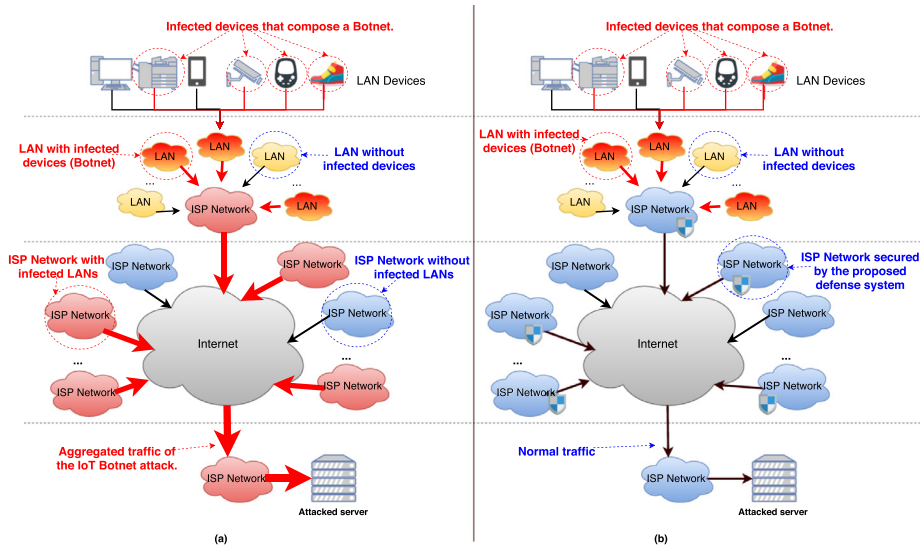 Infected devices that compose a Botnet.
LAN Devices
LAN with infected
devices (Botnet)
LAN
LAN
LAN
LAN without
infected devices
...
LAN
...
LAN
ISP Network
ISP Network with
infected LANs
ISP Network
ISP Network
ISP Network without
infected LANs
ISP Network
ISP Network
Internet
...
...
ISP Network
ISP Network
Aggregated traffic of
the IoT Botnet attack.
ISP Network
Attacked server
(a)
Infected devices that compose a Botnet.
LAN Devices
LAN with infected
devices (Botnet)
LAN
LAN
LAN
LAN without
infected devices
...
LAN
...
LAN
ISP Network
ISP Network
ISP Network
ISP Network secured
by the proposed
defense system
ISP Network
ISP Network
Internet
...
...
ISP Network
ISP Network
Normal traffic
ISP Network
Attacked server
(b)